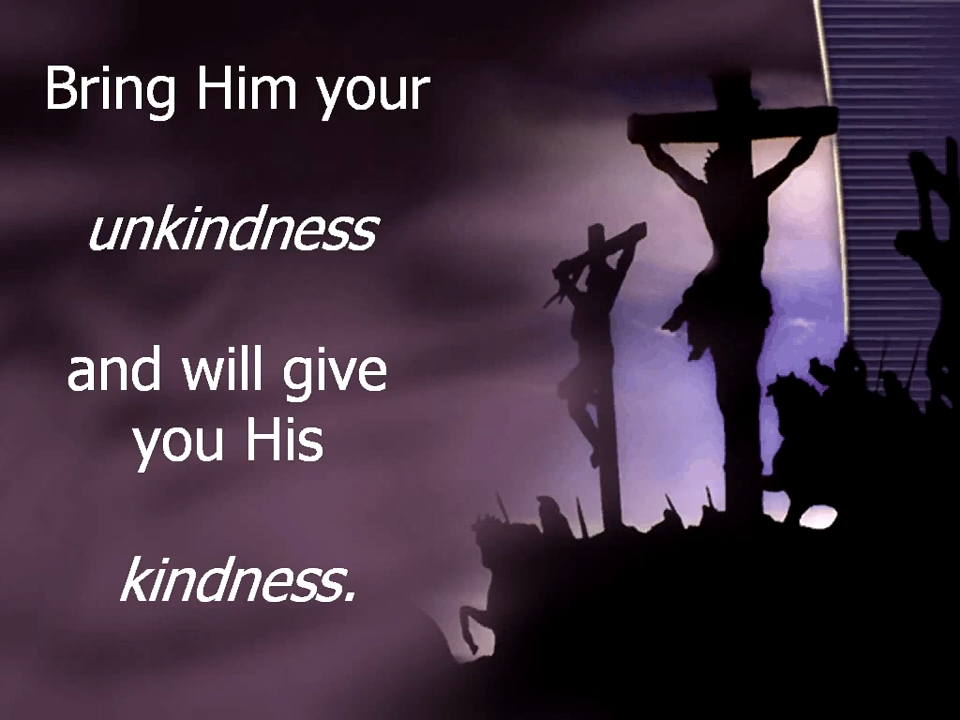 Bring Him your
unkindness
and will give
you His
kindness.